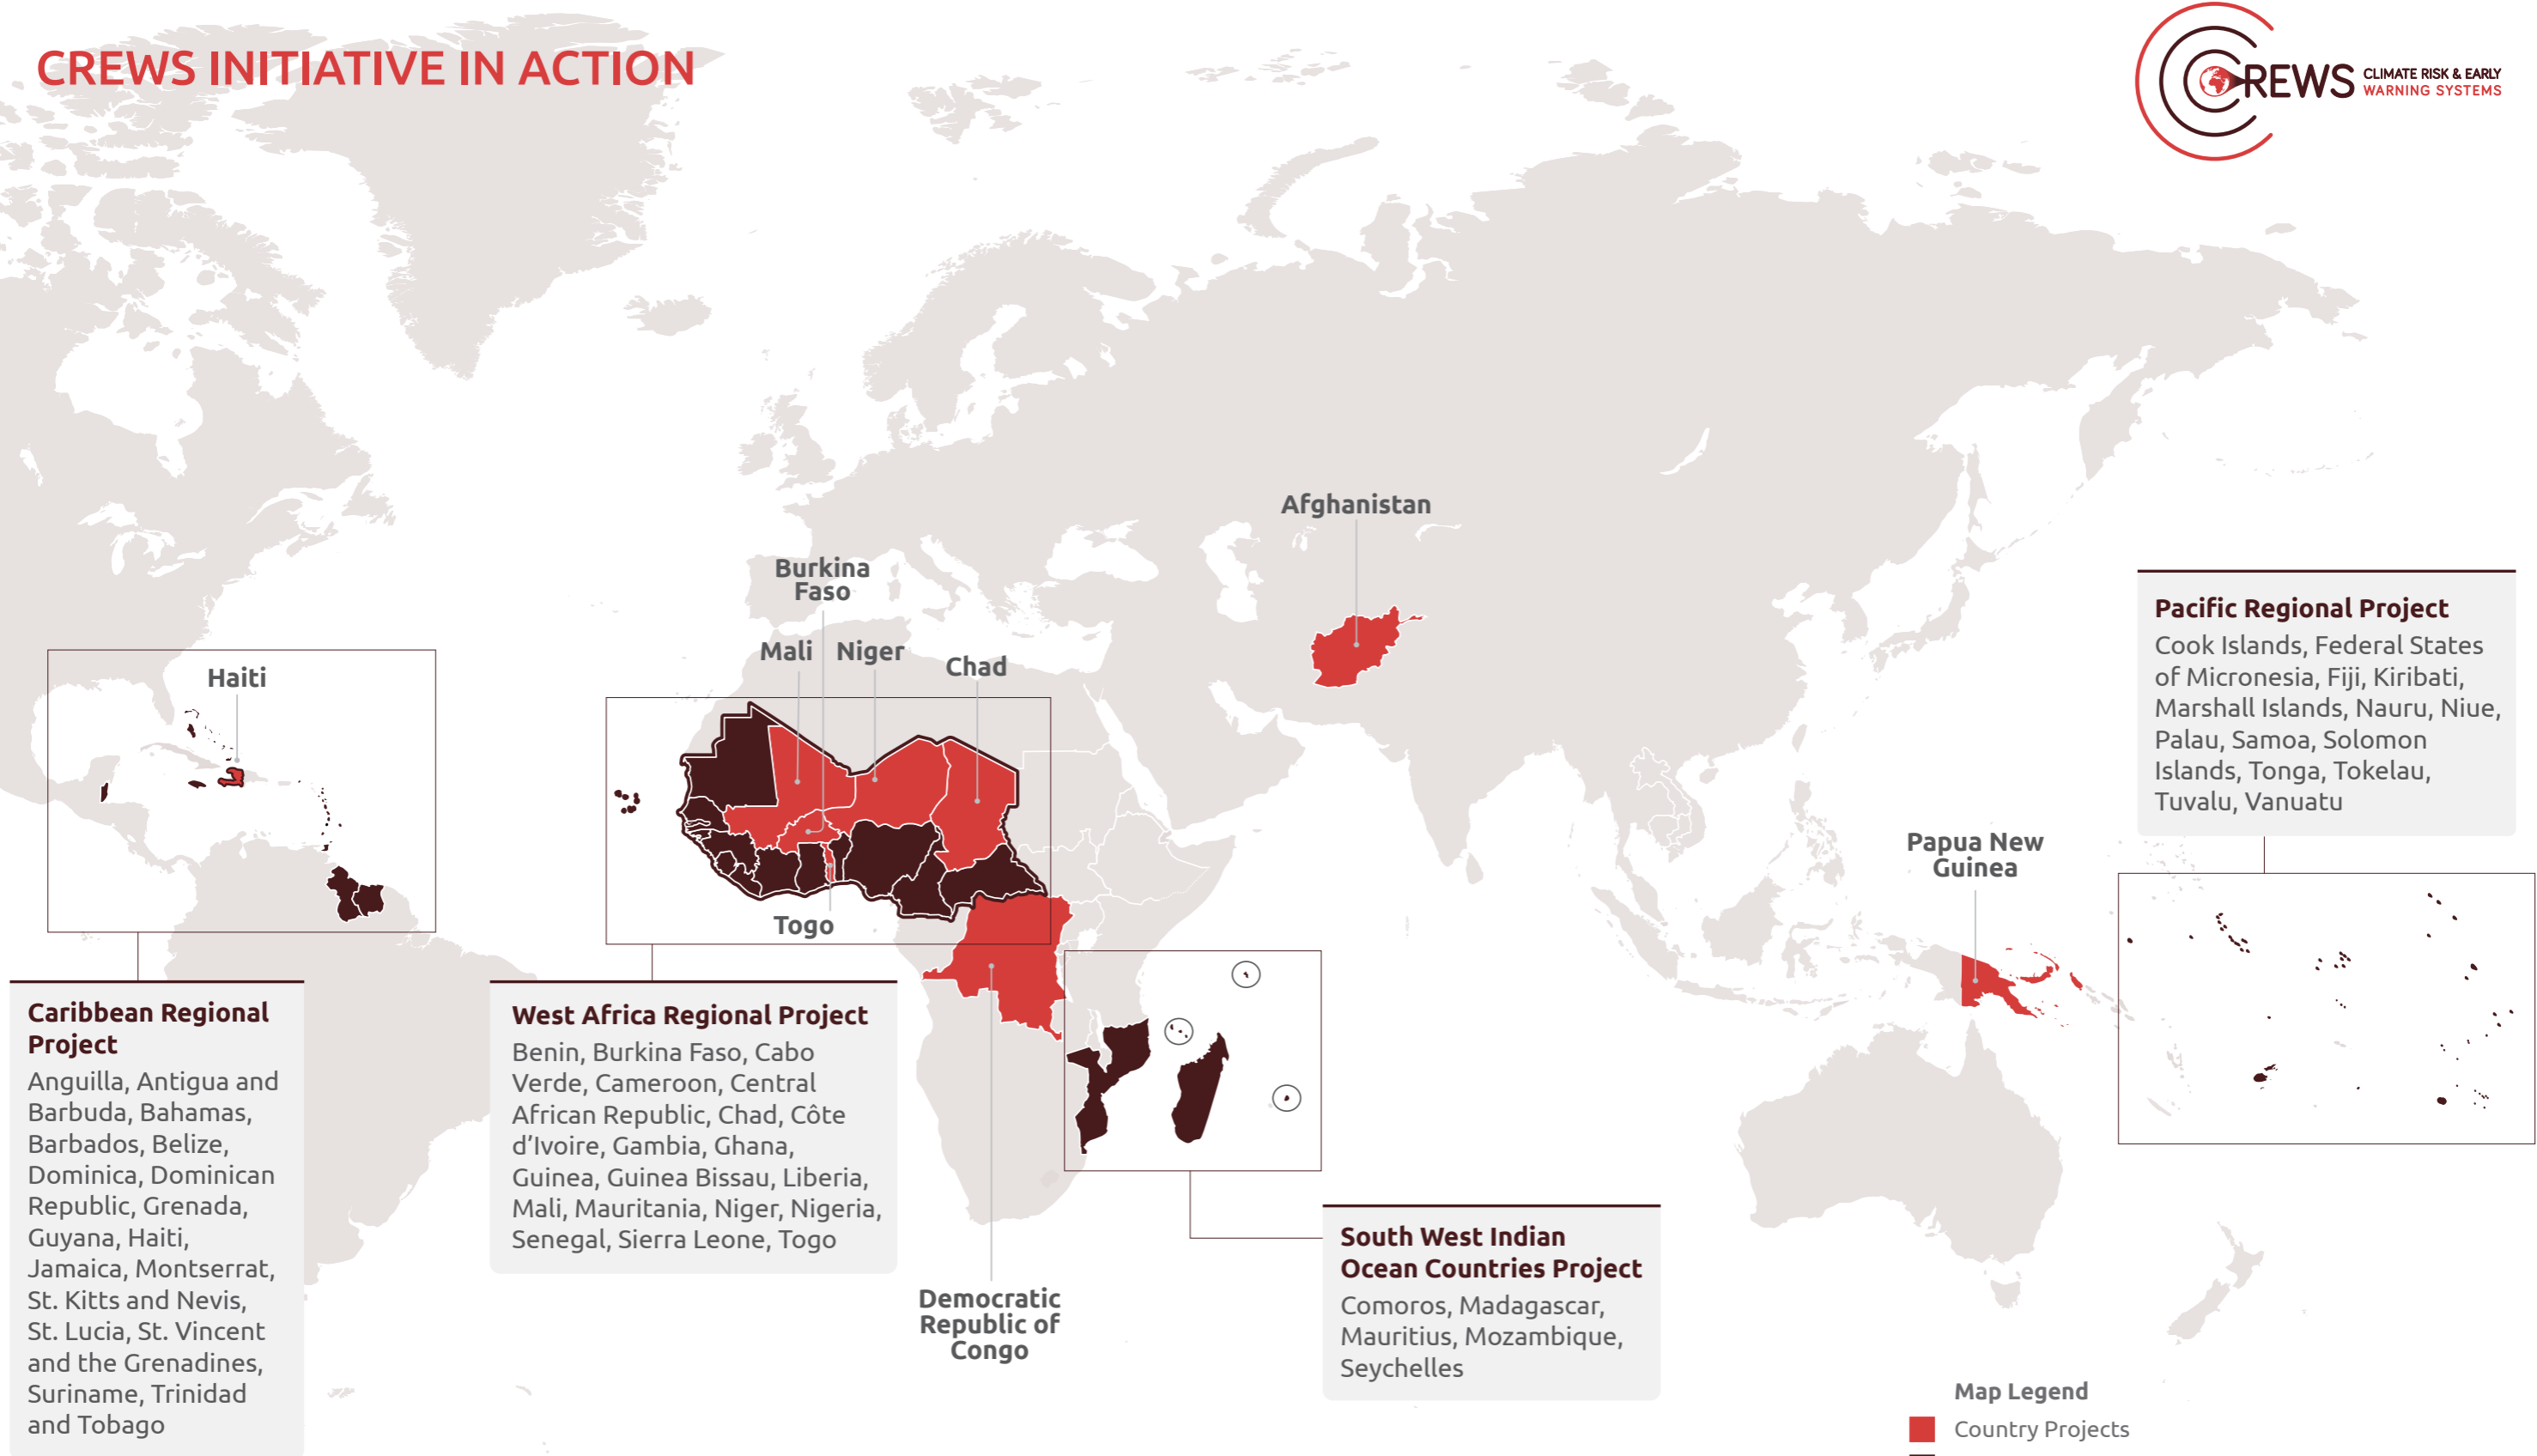 CREWS INITIATIVE IN ACTION
CREWS CLIMATE RISK & EARLY
WARNING SYSTEMS
Afghanistan
Burkina
Faso
Mali
Niger
Chad
Haiti
Togo
Papua New
Guinea
Democratic
Republic of
Congo
Pacific Regional Project
Cook Islands, Federal States
of Micronesia, Fiji, Kiribati,
Marshall Islands, Nauru, Niue,
Palau, Samoa, Solomon
Islands, Tonga, Tokelau,
Tuvalu, Vanuatu
Caribbean Regional
Project
Anguilla, Antigua and
Barbuda, Bahamas,
Barbados, Belize,
Dominica, Dominican
Republic, Grenada,
Guyana, Haiti,
Jamaica, Montserrat,
St. Kitts and Nevis,
St. Lucia, St. Vincent
and the Grenadines,
Suriname, Trinidad
and Tobago
West Africa Regional Project
Benin, Burkina Faso, Cabo
Verde, Cameroon, Central
African Republic, Chad, Côte
d’Ivoire, Gambia, Ghana,
Guinea, Guinea Bissau, Liberia,
Mali, Mauritania, Niger, Nigeria,
Senegal, Sierra Leone, Togo
South West Indian
Ocean Countries Project
Comoros, Madagascar,
Mauritius, Mozambique,
Seychelles
Map Legend
Country Projects